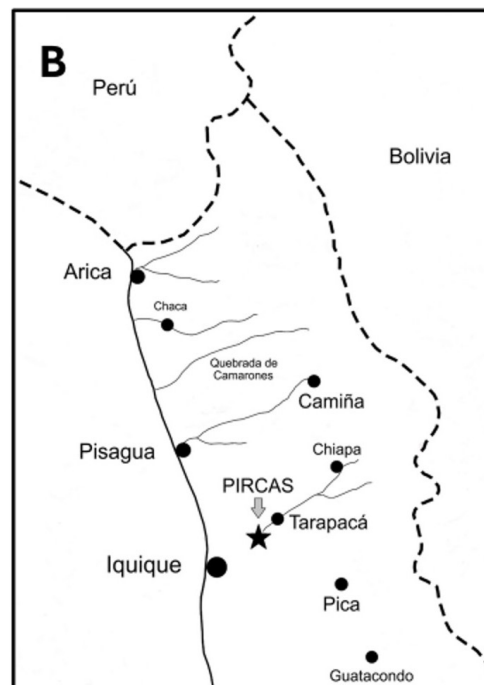 B
Perú
Bolivia
Arica
Chaca
Quebrada de
Camarones
Camiña
Pisagua
Chiapa
PIRCAS
Tarapacá
Iquique
Pica
Guatacondo